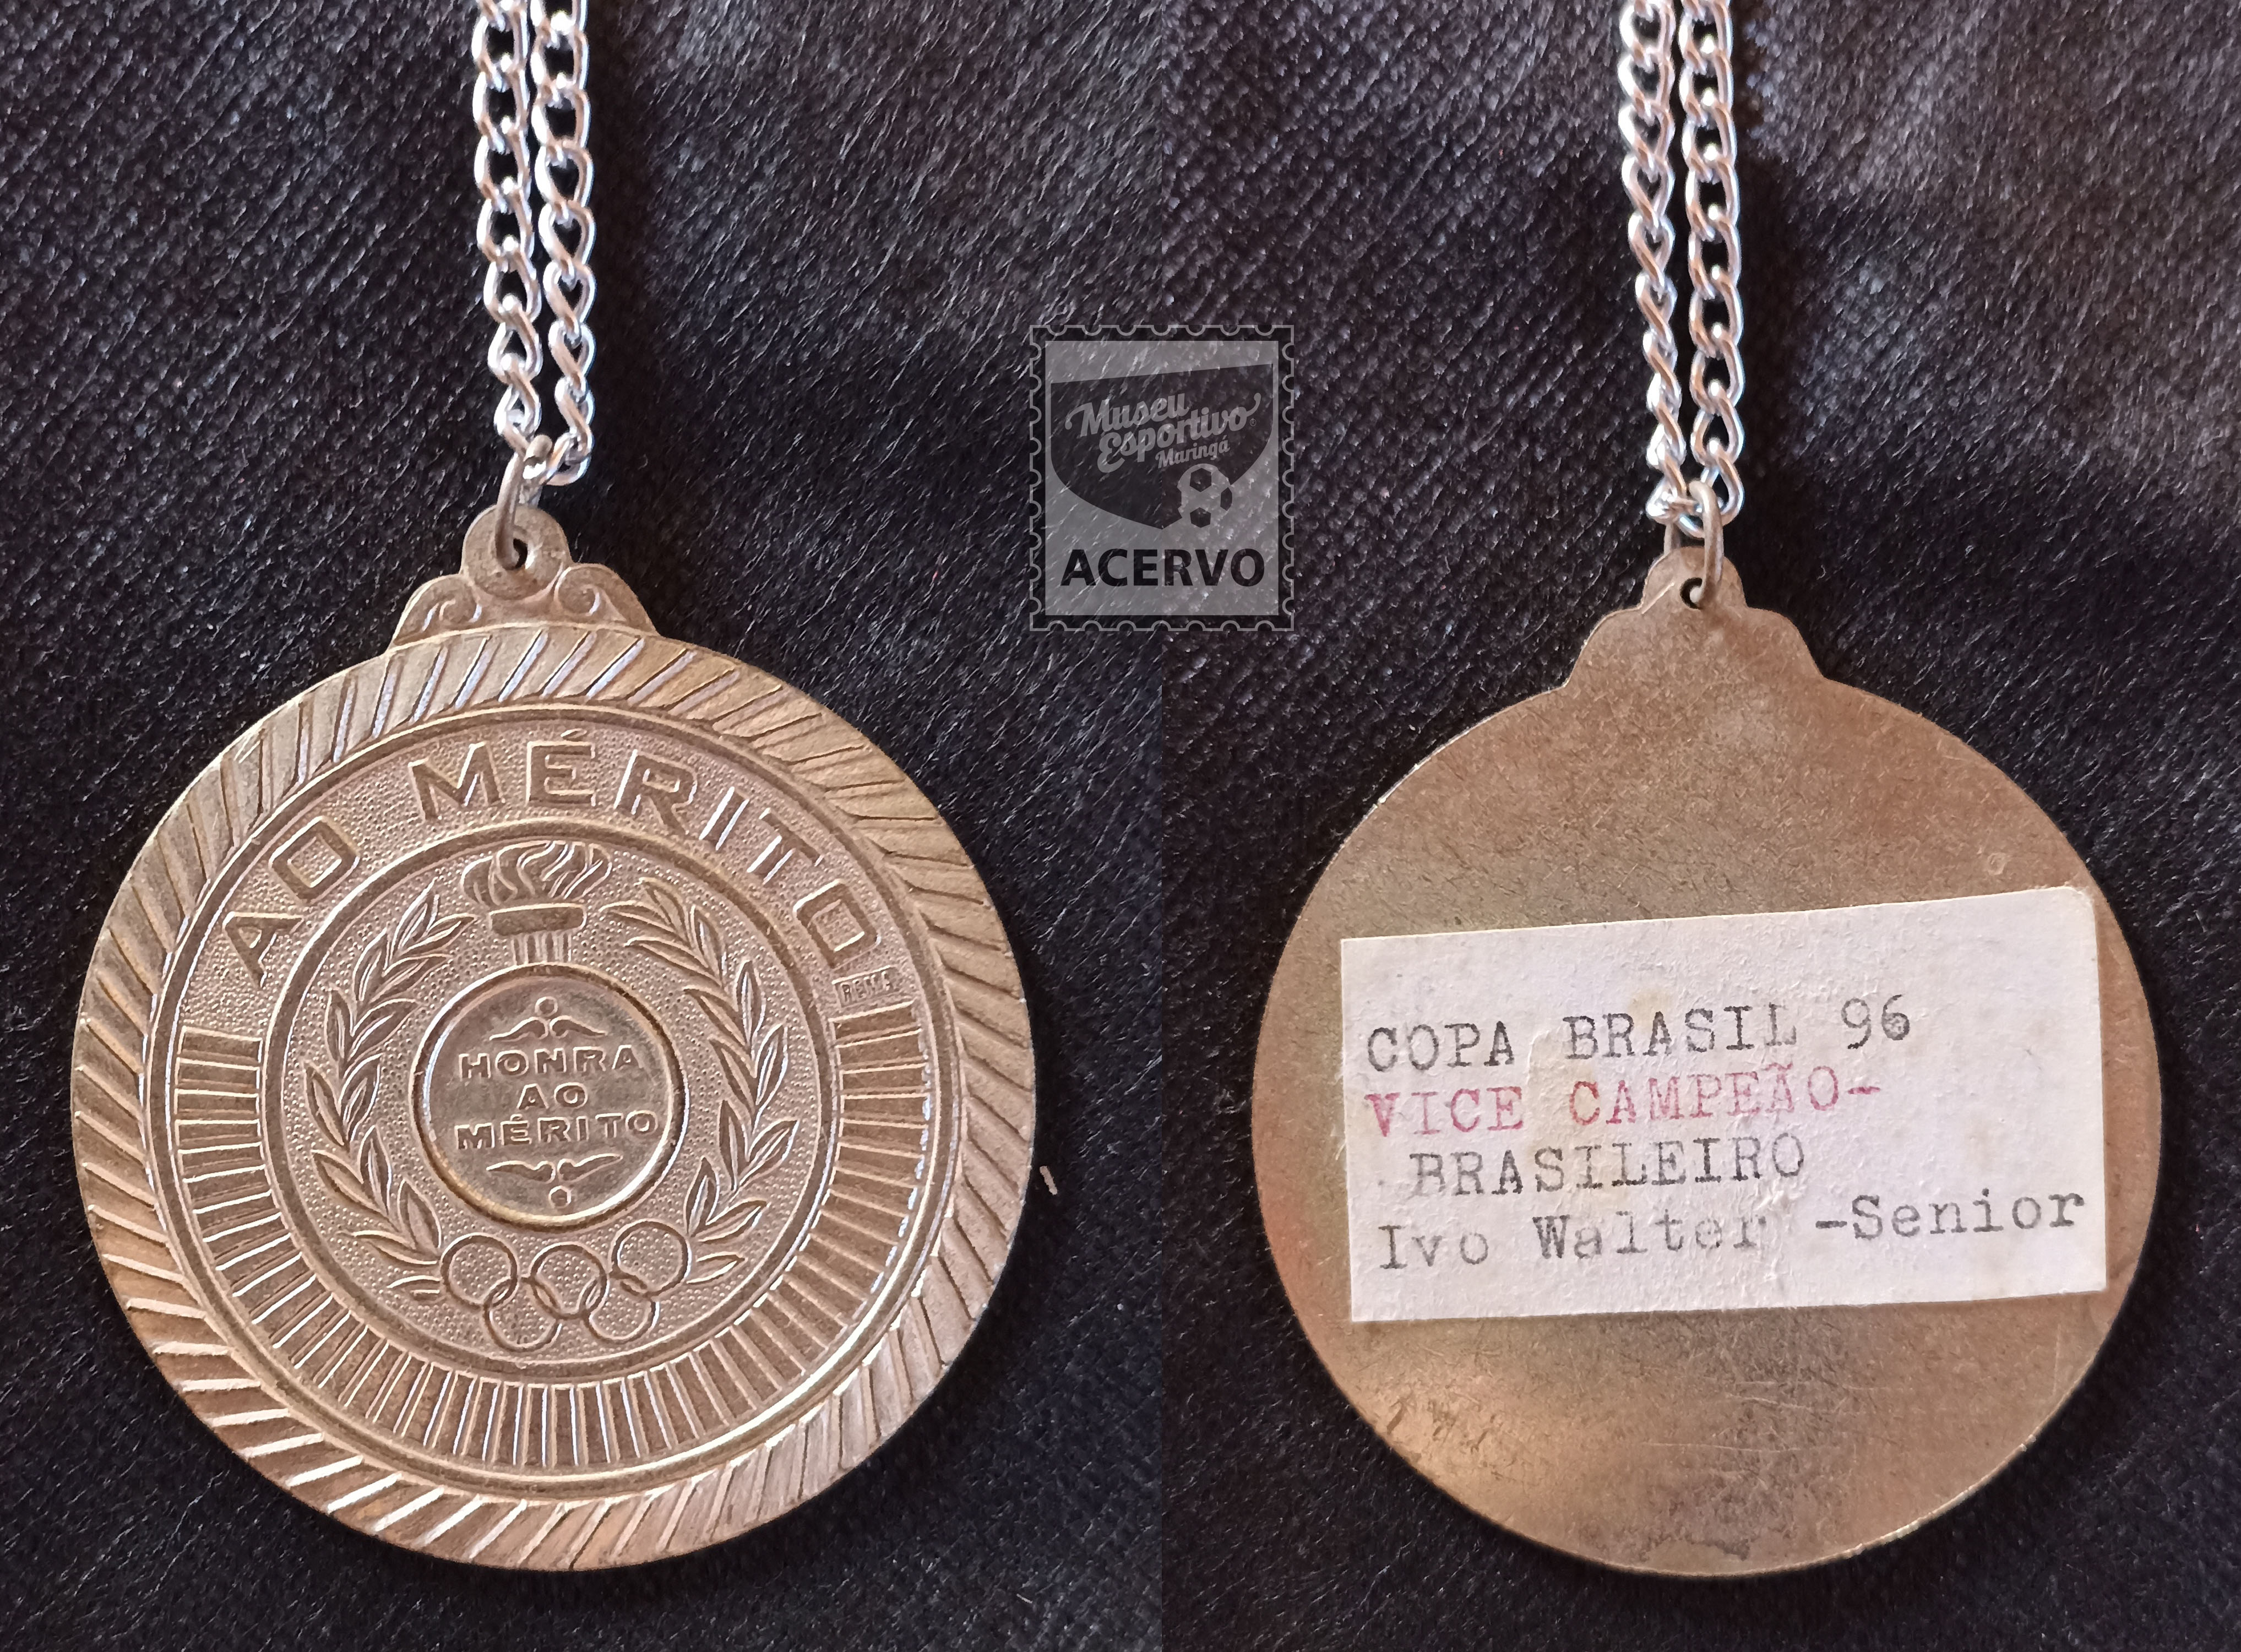 AO MÉRITO
HONRA
AO
MÉRITO
Museu
Esportivo
Maringá
ACERVO
COPA BRASIL 96
VICE CAMPEÃO-
BRASILEIRO
Ivo Walter -Senior